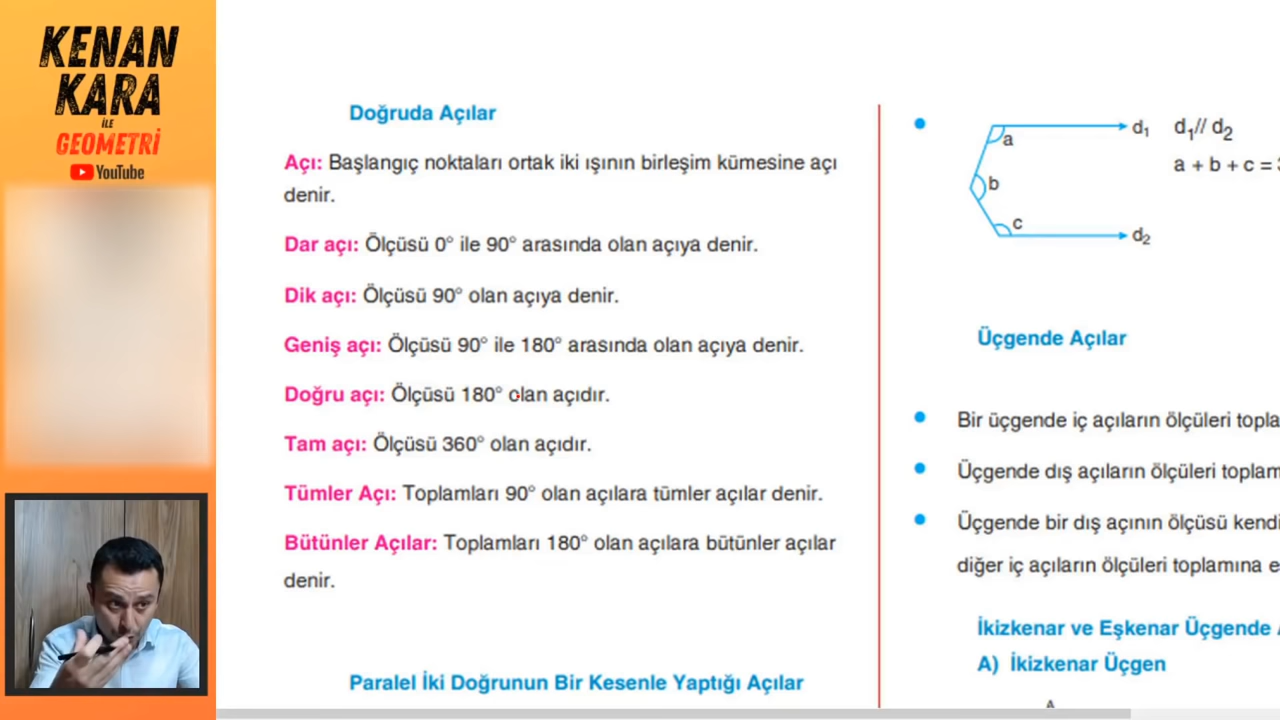 KENAN
KARA
İLE
GEOMETRİ
YouTube
Doğruda Açılar
Açı: Başlangıç noktaları ortak iki ışının birleşim kümesine açı
denir.
Dar açı: Ölçüsü 0° ile 90° arasında olan açıya denir.
Dik açı: Ölçüsü 90° olan açıya denir.
Geniş açı: Ölçüsü 90° ile 180° arasında olan açıya denir.
Doğru açı: Ölçüsü 180° olan açıdır.
Tam açı: Ölçüsü 360° olan açıdır.
Tümler Açı: Toplamları 90° olan açılara tümler açılar denir.
Bütünler Açılar: Toplamları 180° olan açılara bütünler açılar
denir.
Paralel İki Doğrunun Bir Kesenle Yaptığı Açılar
a
b
c
d₁
d₂
d₁// d₂
a + b + c =
Üçgende Açılar
Bir üçgende iç açıların ölçüleri
Üçgende dış açıların ölçüleri
Üçgende bir dış açının ölçüsü
diğer iç açıların ölçüleri toplamına
İkizkenar ve Eşkenar Üçgende
A) İkizkenar Üçgen